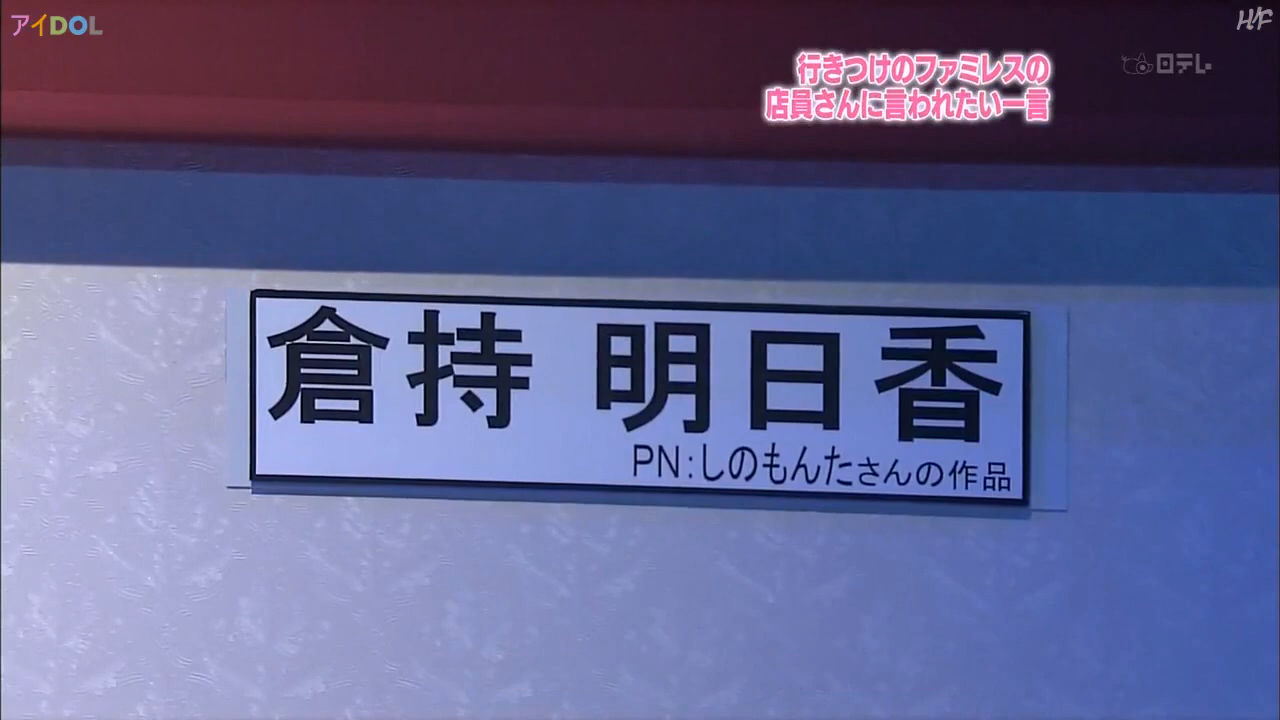 アイDOL
HF
行きつけのファミレスの
店員さんに言われたい一言
日テレ
倉持 明日香
PN:しのもんたさんの作品